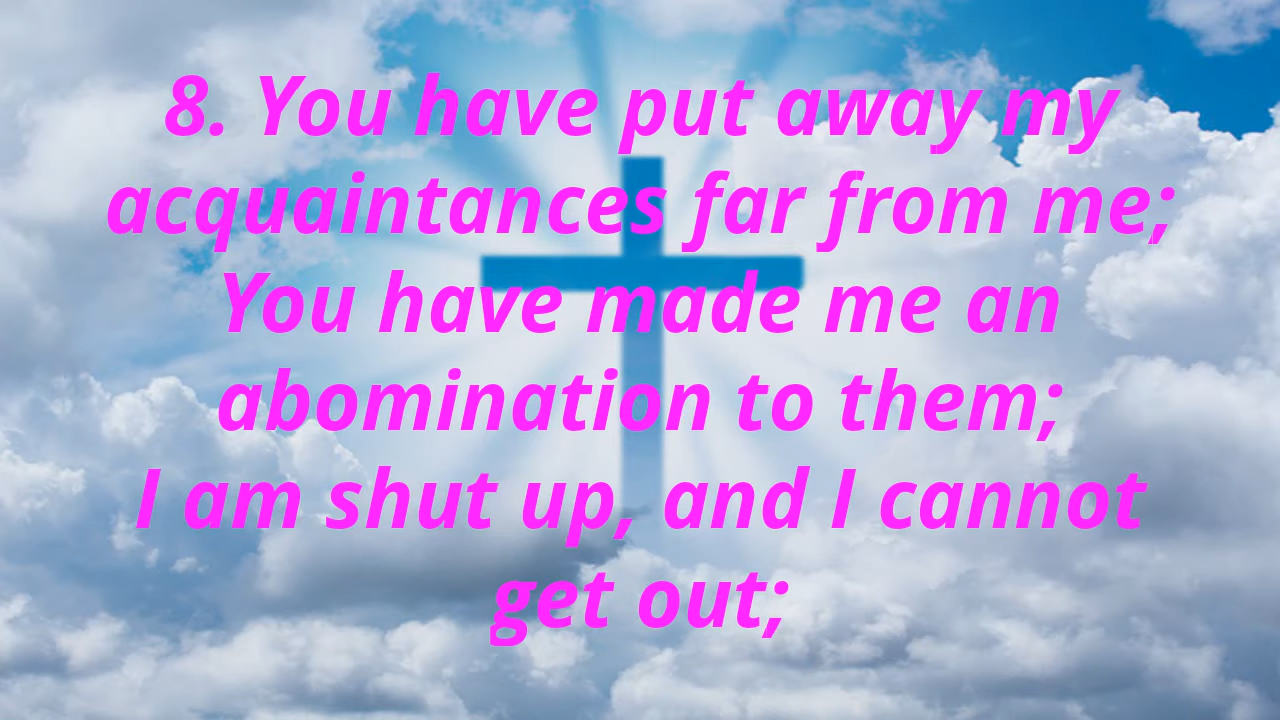 8. You have put away my
acquaintances far from me;
You have made me an
abomination to them;
I am shut up, and I cannot
get out;